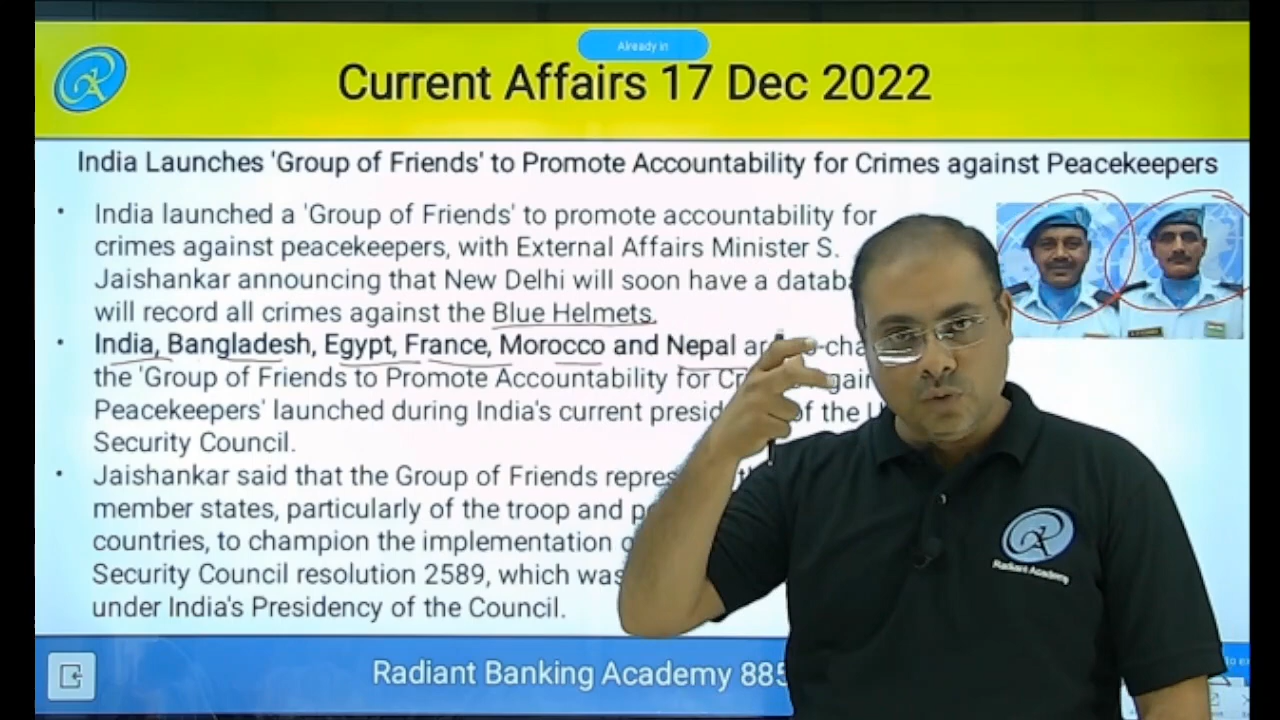 Already in
Current Affairs 17 Dec 2022
India Launches 'Group of Friends' to Promote Accountability for Crimes against Peacekeepers
• India launched a 'Group of Friends' to promote accountability for
crimes against peacekeepers, with External Affairs Minister S.
Jaishankar announcing that New Delhi will soon have a databa
will record all crimes against the Blue Helmets.
• India, Bangladesh, Egypt, France, Morocco and Nepal
the 'Group of Friends to Promote Accountability for
Peacekeepers' launched during India's current presid of the
Security Council.
• Jaishankar said that the Group of Friends repres
member states, particularly of the troop and
countries, to champion the implementation
Security Council resolution 2589, which was
under India's Presidency of the Council.
Radiant Academy
Radiant Banking Academy 885